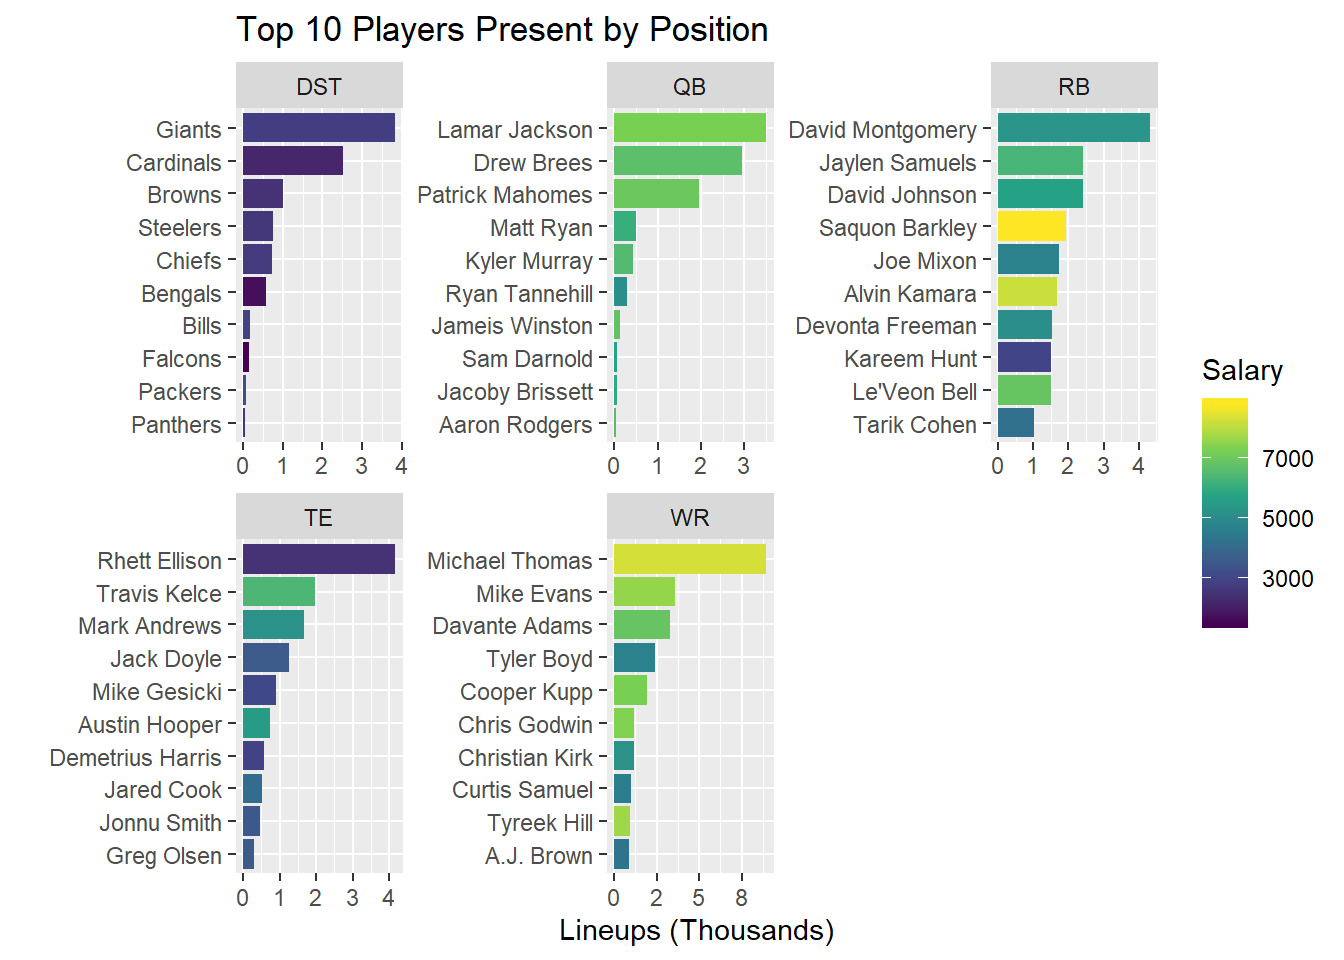 Top 10 Players Present by Position
DST
Giants
Cardinals
Browns
Steelers
Chiefs
Bengals
Bills
Falcons
Packers
Panthers
0 1 2 3 4
QB
Lamar Jackson
Drew Brees
Patrick Mahomes
Matt Ryan
Kyler Murray
Ryan Tannehill
Jameis Winston
Sam Darnold
Jacoby Brissett
Aaron Rodgers
0 1 2 3
RB
David Montgomery
Jaylen Samuels
David Johnson
Saquon Barkley
Joe Mixon
Alvin Kamara
Devonta Freeman
Kareem Hunt
Le'Veon Bell
Tarik Cohen
0 1 2 3 4
TE
Rhett Ellison
Travis Kelce
Mark Andrews
Jack Doyle
Mike Gesicki
Austin Hooper
Demetrius Harris
Jared Cook
Jonnu Smith
Greg Olsen
0 1 2 3 4
WR
Michael Thomas
Mike Evans
Davante Adams
Tyler Boyd
Cooper Kupp
Chris Godwin
Christian Kirk
Curtis Samuel
Tyreek Hill
A.J. Brown
0 2 5 8
Lineups (Thousands)
Salary
7000
5000
3000